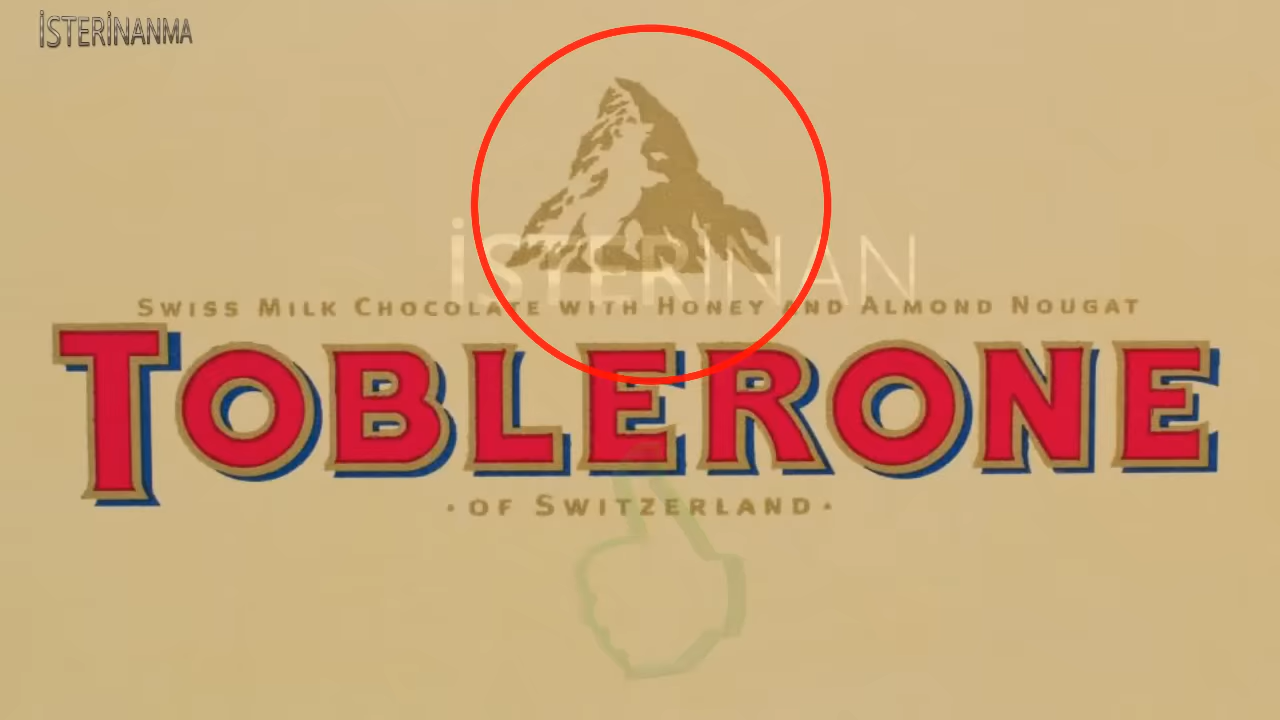 İSTERİNANMA
İSTERİNAN
SWISS MILK CHOCOLATE WITH HONEY AND ALMOND NOUGAT
TOBLERONE
·OF SWITZERLAND·